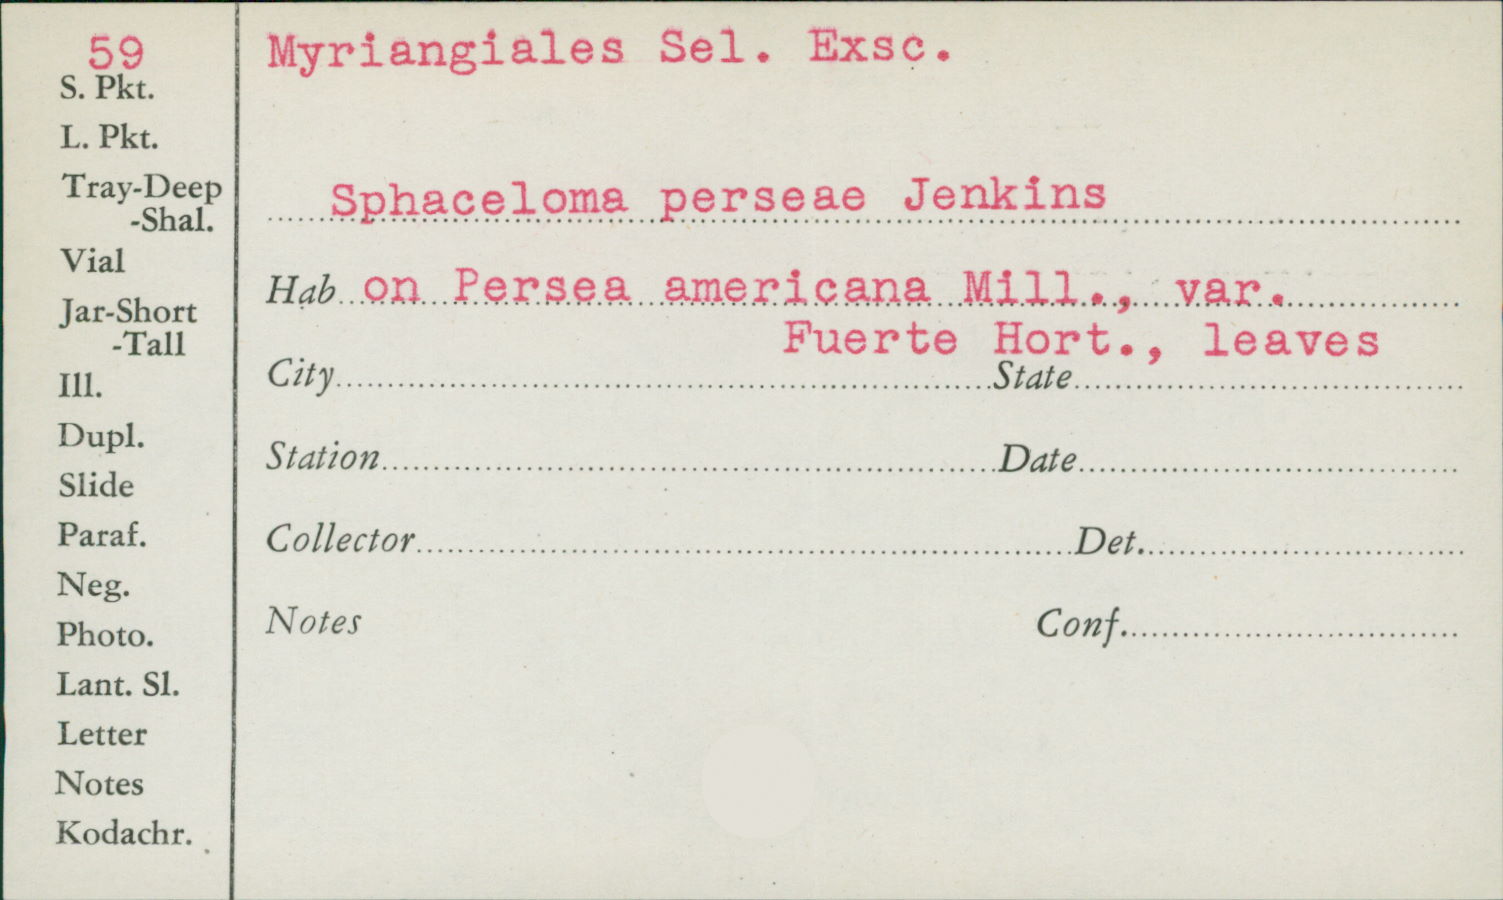 59
S. Pkt.
L. Pkt.
Tray-Deep
-Shal.
Vial
Jar-Short
-Tall
Ill.
Dupl.
Slide
Paraf.
Neg.
Photo.
Lant. Sl.
Letter
Notes
Kodachr.
Myriangiales Sel. Exsc.
Sphaceloma perseae Jenkins
Hab on Persea americana Mill., var.
Fuerte Hort., leaves
City State
Station Date
Collector Det.
Notes Conf.